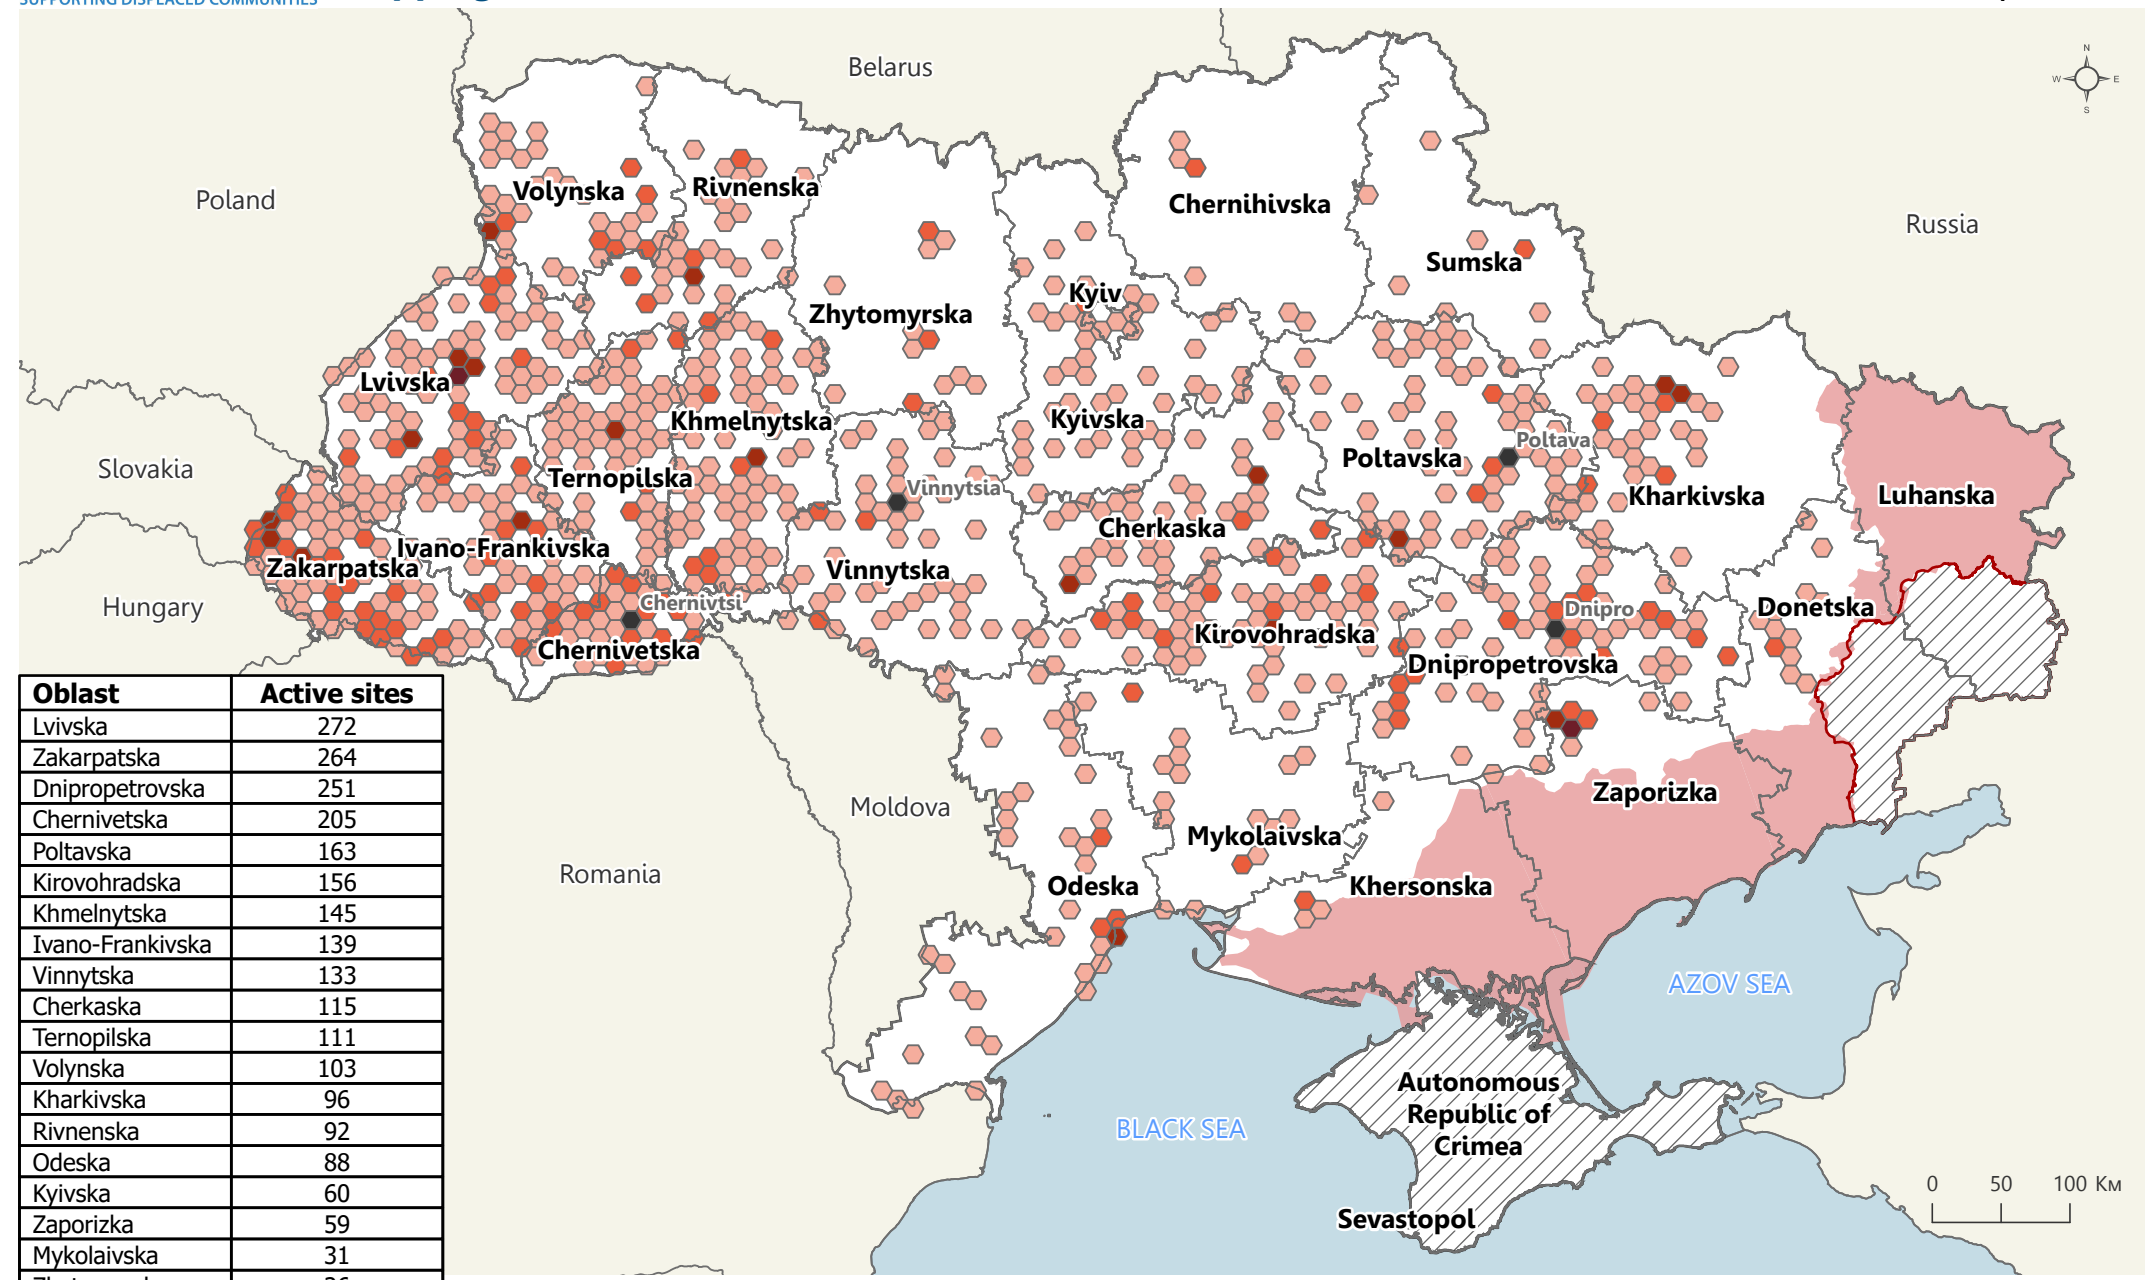 SUPPORTING DISPLACED COMMUNITIES
Belarus
N
W
E
S
Poland
Volynska
Rivnenska
Chernihivska
Russia
Sumska
Kyiv
Zhytomyrska
Lvivska
Khmelnytska
Kyivska
Poltava
Poltavska
Slovakia
Ternopilska
Vinnytsia
Kharkivska
Luhanska
Cherkaska
Ivano-Frankivska
Zakarpatska
Vinnytska
Hungary
Chernivtsi
Dnipro
Donetska
Kirovohradska
Chernivetska
Dnipropetrovska
Zaporizka
Moldova
Mykolaivska
Romania
Odeska
Khersonska
AZOV SEA
Autonomous
Republic of
Crimea
BLACK SEA
Sevastopol
0 50 100 Км
Oblast Active sites
Lvivska 272
Zakarpatska 264
Dnipropetrovska 251
Chernivetska 205
Poltavska 163
Kirovohradska 156
Khmelnytska 145
Ivano-Frankivska 139
Vinnytska 133
Cherkaska 115
Ternopilska 111
Volynska 103
Kharkivska 96
Rivnenska 92
Odeska 88
Kyivska 60
Zaporizka 59
Mykolaivska 31